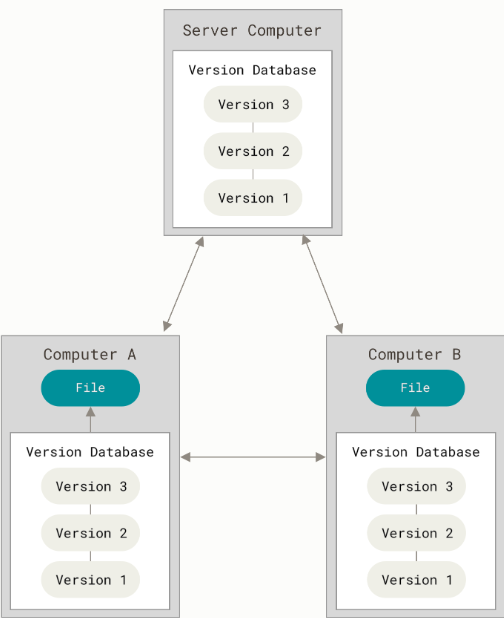 Server Computer
Version Database
Version 3
Version 2
Version 1
Computer A
File
Version Database
Version 3
Version 2
Version 1
Computer B
File
Version Database
Version 3
Version 2
Version 1